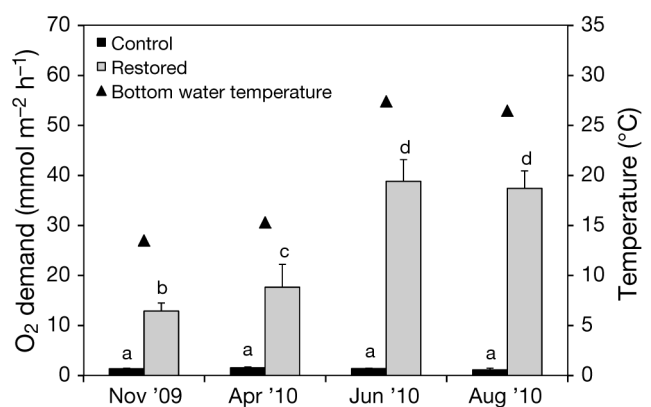 70
60
50
40
30
20
10
0
O₂ demand (mmol m⁻² h⁻¹)
Control
Restored
Bottom water temperature
a
b
a
c
a
d
a
d
35
30
25
20
15
10
5
0
Temperature (°C)
Nov '09
Apr '10
Jun '10
Aug '10